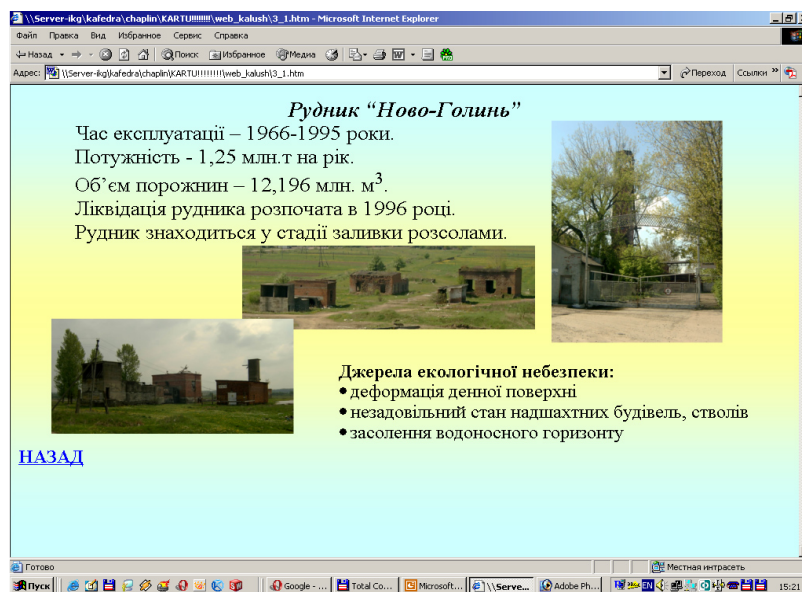 \\Server-ikg\kafedra\chaplin\KARTU!!!!!!!!\web_kalush\3_1.htm - Microsoft Internet Explorer
Файл Правка Вид Избранное Сервис Справка
Назад Поиск Избранное Медиа
Адрес: \\Server-ikg\kafedra\chaplin\KARTU!!!!!!!!\web_kalush\3_1.htm Переход Ссылки »
Рудник “Ново-Голинь”
Час експлуатації – 1966-1995 роки.
Потужність - 1,25 млн.т на рік.
Об’єм порожнин – 12,196 млн. м³.
Ліквідація рудника розпочата в 1996 році.
Рудник знаходиться у стадії заливки розсолами.
Джерела екологічної небезпеки:
• деформація денної поверхні
• незадовільний стан надшахтних будівель, стволів
• засолення водоносного горизонту
НАЗАД
Готово Местная интрасеть
Пуск Google - ... Total Co... Microsoft... \\Serve... Adobe Ph... EN 15:21